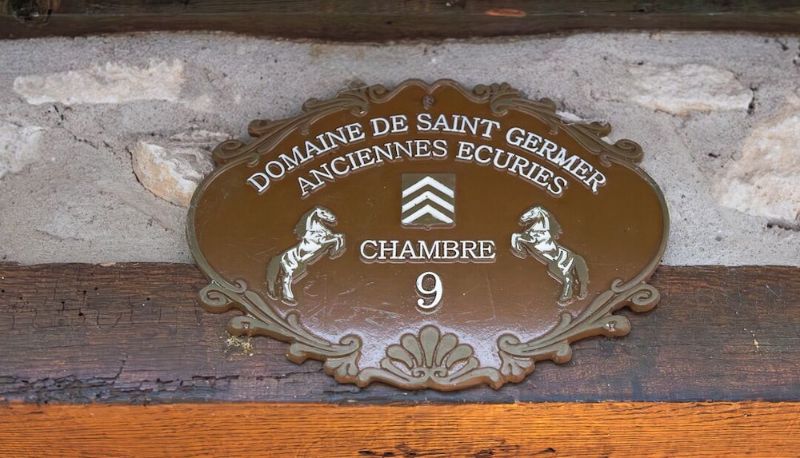 DOMAINE DE SAINT GERMER
ANCIENNES ECURIES
CHAMBRE
9